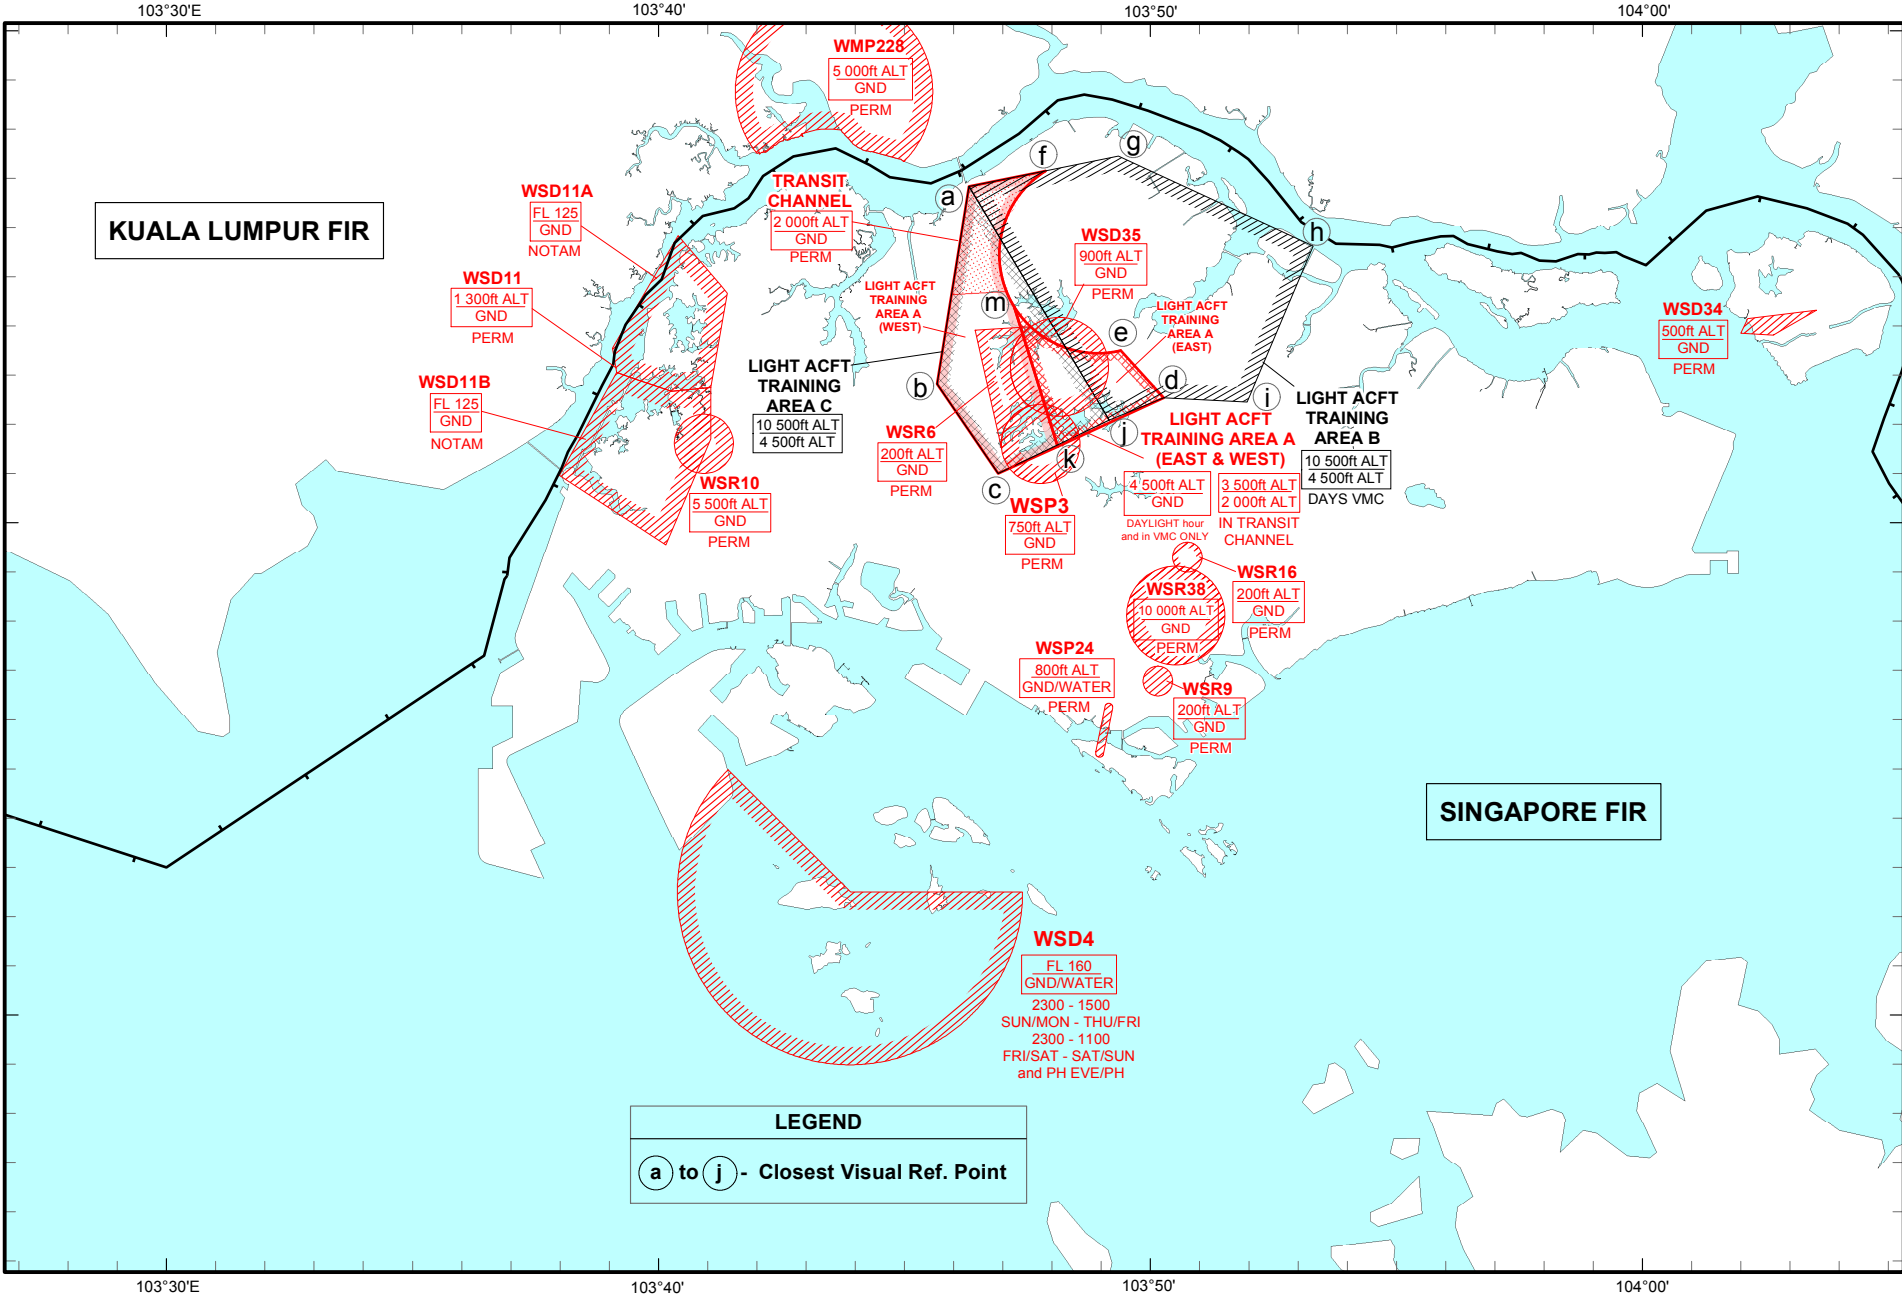 103°30'E
103°40'
103°50'
104°00'
WMP228
5 000ft ALT
GND
PERM
KUALA LUMPUR FIR
WSD11A
FL 125
GND
NOTAM
TRANSIT
CHANNEL
2 000ft ALT
GND
PERM
a
f
g
h
WSD11
1 300ft ALT
GND
PERM
LIGHT ACFT
TRAINING
AREA A
(WEST)
m
WSD35
900ft ALT
GND
PERM
LIGHT ACFT
TRAINING
AREA A
(EAST)
e
WSD34
500ft ALT
GND
PERM
WSD11B
FL 125
GND
NOTAM
LIGHT ACFT
TRAINING
AREA C
10 500ft ALT
4 500ft ALT
b
d
i
LIGHT ACFT
TRAINING
AREA B
10 500ft ALT
4 500ft ALT
DAYS VMC
WSR6
200ft ALT
GND
PERM
c
k
j
LIGHT ACFT
TRAINING AREA A
(EAST & WEST)
4 500ft ALT
GND
DAYLIGHT hour
and in VMC ONLY
3 500ft ALT
2 000ft ALT
IN TRANSIT
CHANNEL
WSR10
5 500ft ALT
GND
PERM
WSP3
750ft ALT
GND
PERM
WSR16
200ft ALT
GND
PERM
WSR38
10 000ft ALT
GND
PERM
WSP24
800ft ALT
GND/WATER
PERM
WSR9
200ft ALT
GND
PERM
SINGAPORE FIR
WSD4
FL 160
GND/WATER
2300 - 1500
SUN/MON - THU/FRI
2300 - 1100
FRI/SAT - SAT/SUN
and PH EVE/PH
LEGEND
a to j - Closest Visual Ref. Point
103°30'E
103°40'
103°50'
104°00'